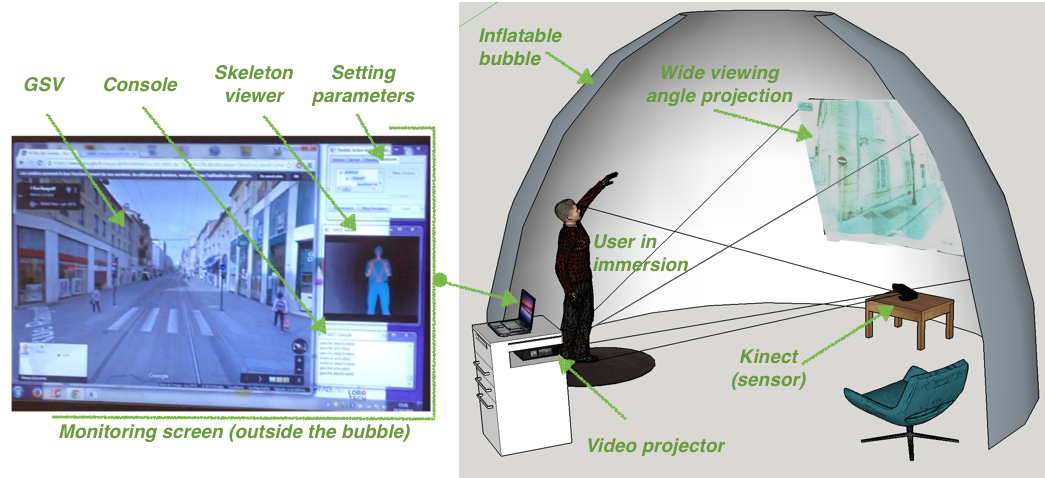 GSV
Console
Skeleton
viewer
Setting
parameters
Monitoring screen (outside the bubble)
Inflatable
bubble
Wide viewing
angle projection
User in
immersion
Kinect
(sensor)
Video projector